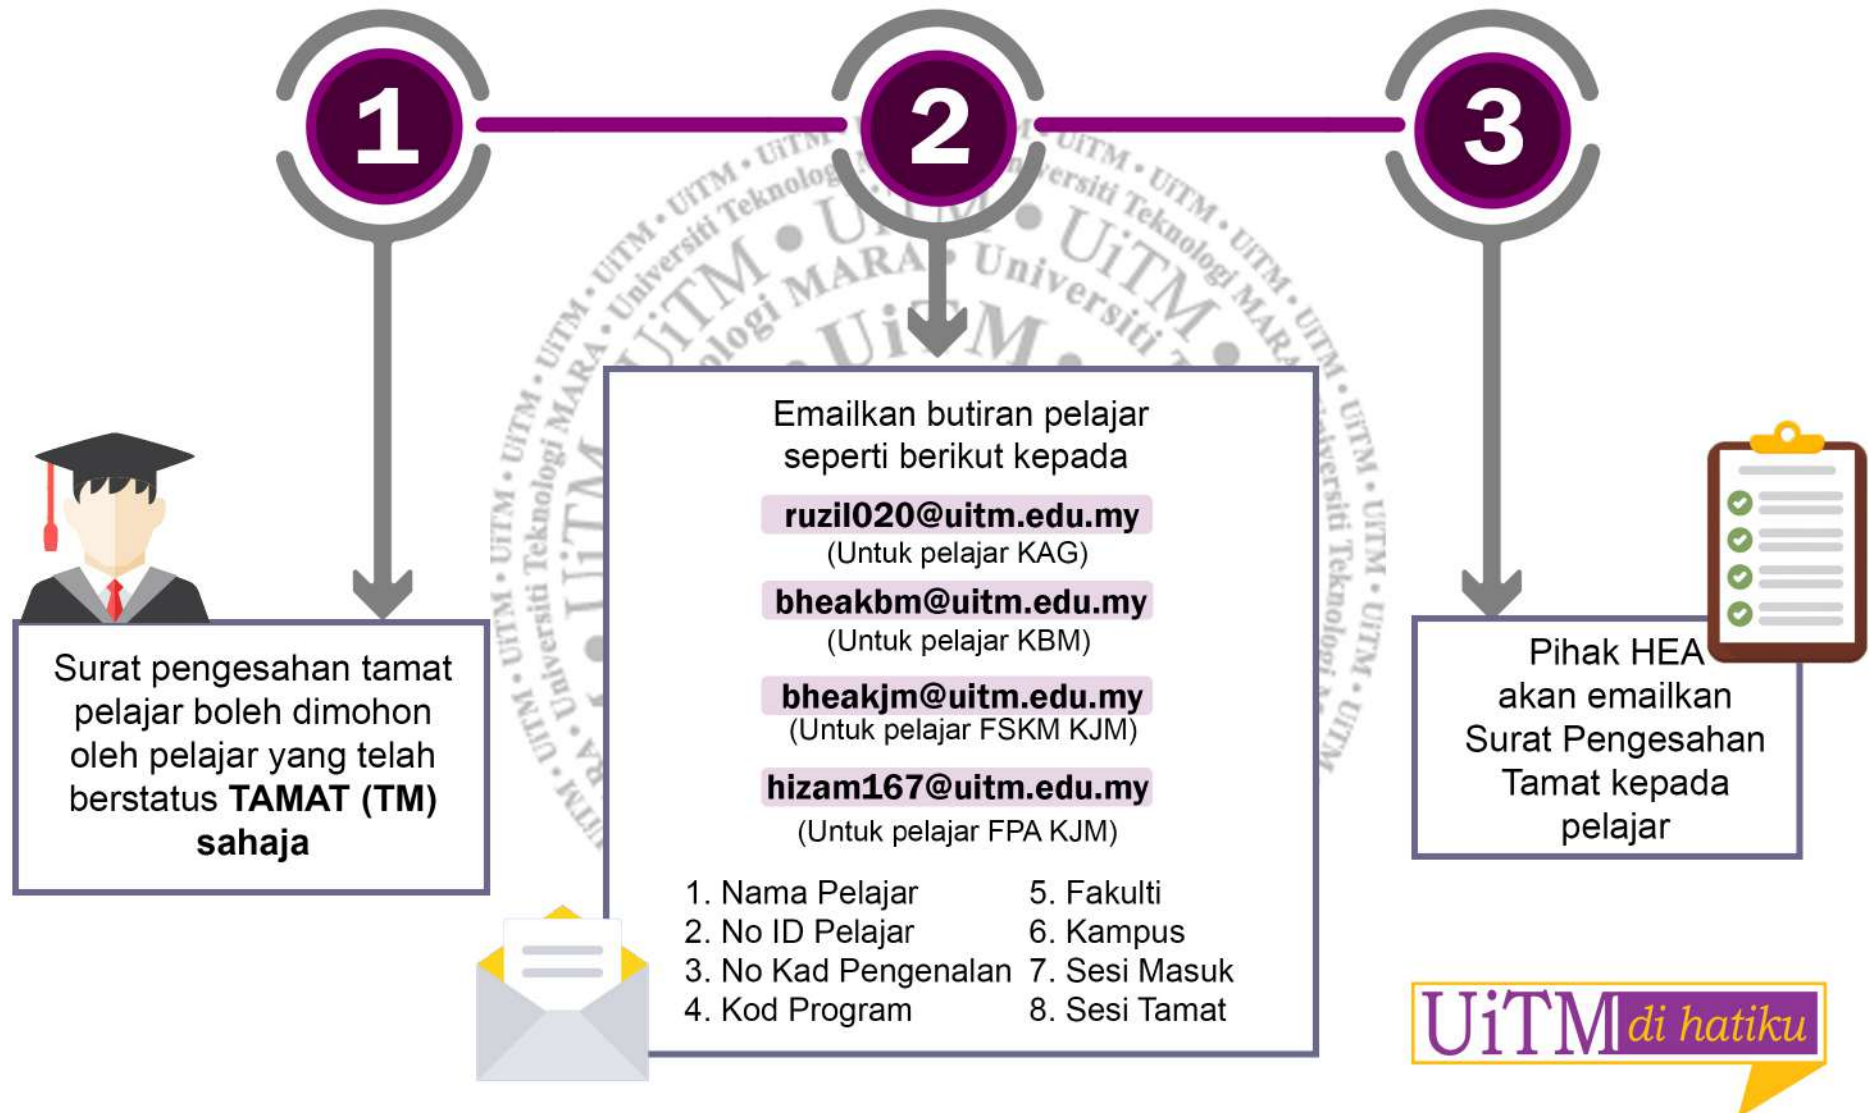 1
2
3
Surat pengesahan tamat
pelajar boleh dimohon
oleh pelajar yang telah
berstatus TAMAT (TM)
sahaja
Emailkan butiran pelajar
seperti berikut kepada
ruzil020@uitm.edu.my
(Untuk pelajar KAG)
bheakbm@uitm.edu.my
(Untuk pelajar KBM)
bheakjm@uitm.edu.my
(Untuk pelajar FSKM KJM)
hizam167@uitm.edu.my
(Untuk pelajar FPA KJM)
1. Nama Pelajar
2. No ID Pelajar
3. No Kad Pengenalan
4. Kod Program
5. Fakulti
6. Kampus
7. Sesi Masuk
8. Sesi Tamat
Pihak HEA
akan emailkan
Surat Pengesahan
Tamat kepada
pelajar
UiTM di hatiku